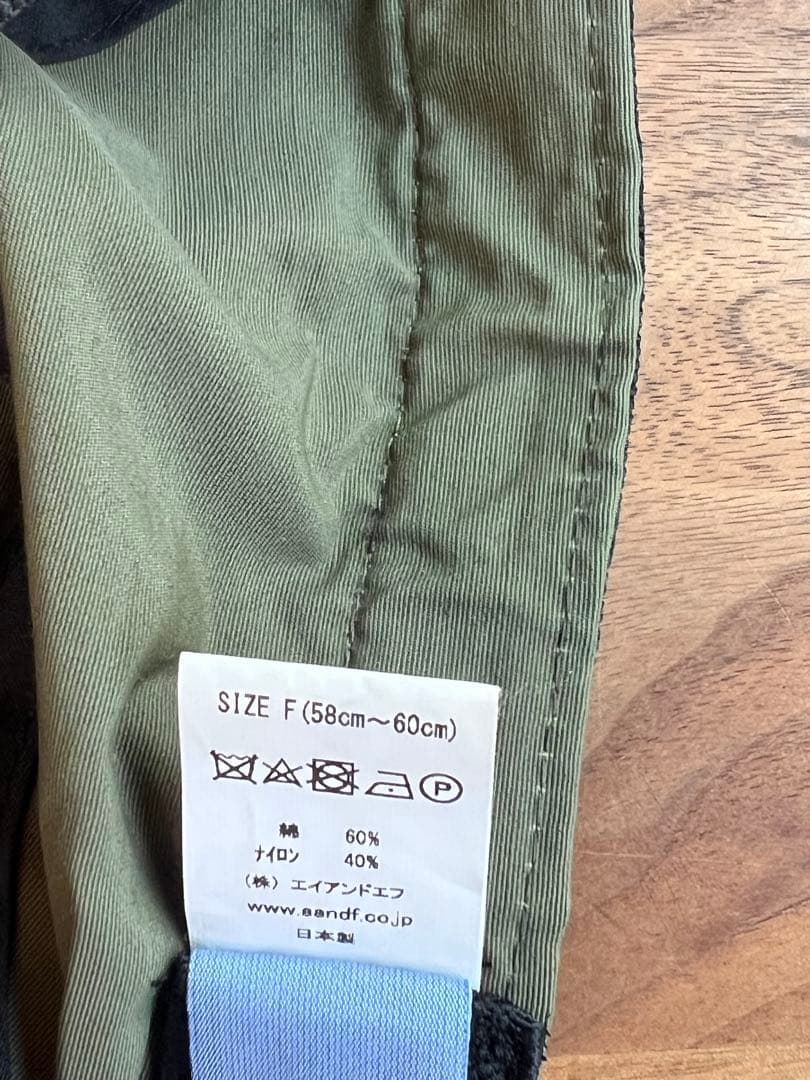 SIZE F(58cm〜60cm)
P
綿 60%
ナイロン 40%
(株)エイアンドエフ
www.aandf.co.jp
日本製